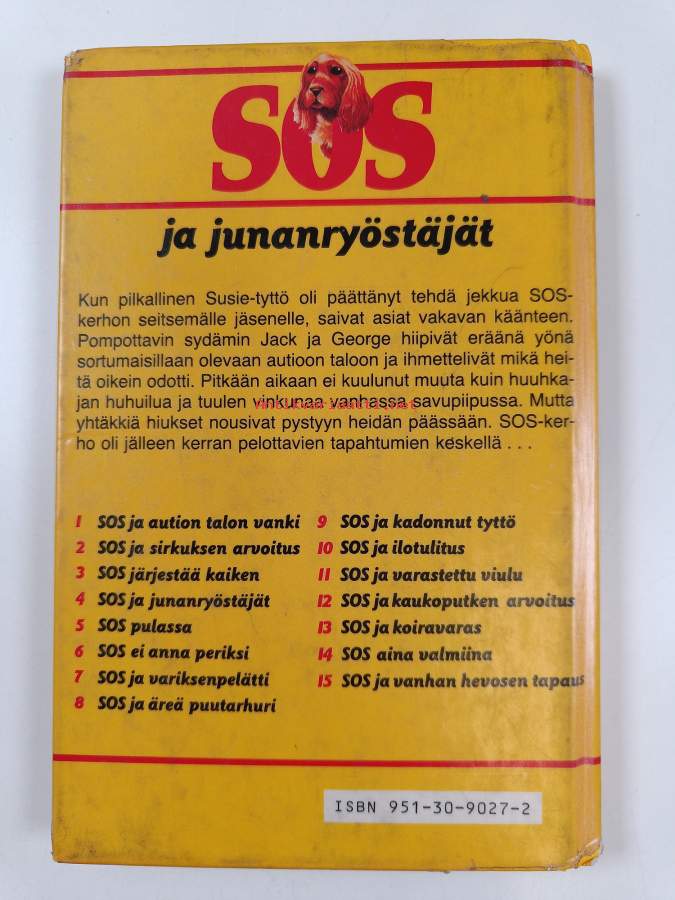 SOS
ja junanryöstäjät
Kun pilkallinen Susie-tyttö oli päättänyt tehdä jekkua SOS-
kerhon seitsemälle jäsenelle, saivat asiat vakavan käänteen.
Pompottavin sydämin Jack ja George hiipivät eräänä yönä
sortumaisillaan olevaan autioon taloon ja ihmettelivät mikä hei-
tä oikein odotti. Pitkään aikaan ei kuulunut muuta kuin huuhka-
jan huhuilua ja tuulen vinkunaa vanhassa savupiipussa. Mutta
Antikvariaatti.net
yhtäkkiä hiukset nousivat pystyyn heidän päässään. SOS-ker-
ho oli jälleen kerran pelottavien tapahtumien keskellä . . .
1 SOS ja aution talon vanki
2 SOS ja sirkuksen arvoitus
3 SOS järjestää kaiken
4 SOS ja junanryöstäjät
5 SOS pulassa
6 SOS ei anna periksi
7 SOS ja variksenpelätti
8 SOS ja äreä puutarhuri
9 SOS ja kadonnut tyttö
10 SOS ja ilotulitus
11 SOS ja varastettu viulu
12 SOS ja kaukoputken arvoitus
13 SOS ja koiravaras
14 SOS aina valmiina
15 SOS ja vanhan hevosen tapaus
ISBN 951-30-9027-2